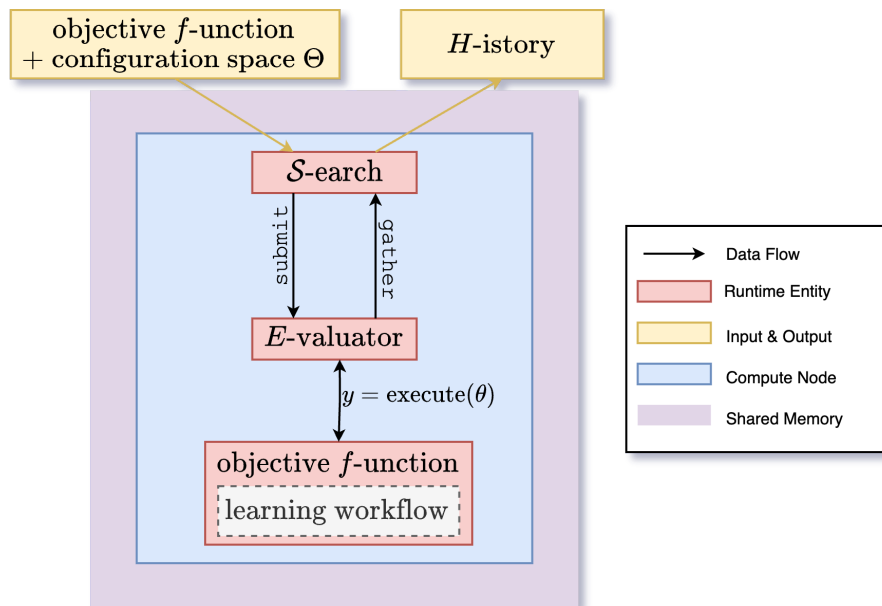 objective f-unction
+ configuration space Θ
H-istory
𝒮-earch
submit
gather
E-valuator
y = execute(θ)
objective f-unction
learning workflow
Data Flow
Runtime Entity
Input & Output
Compute Node
Shared Memory